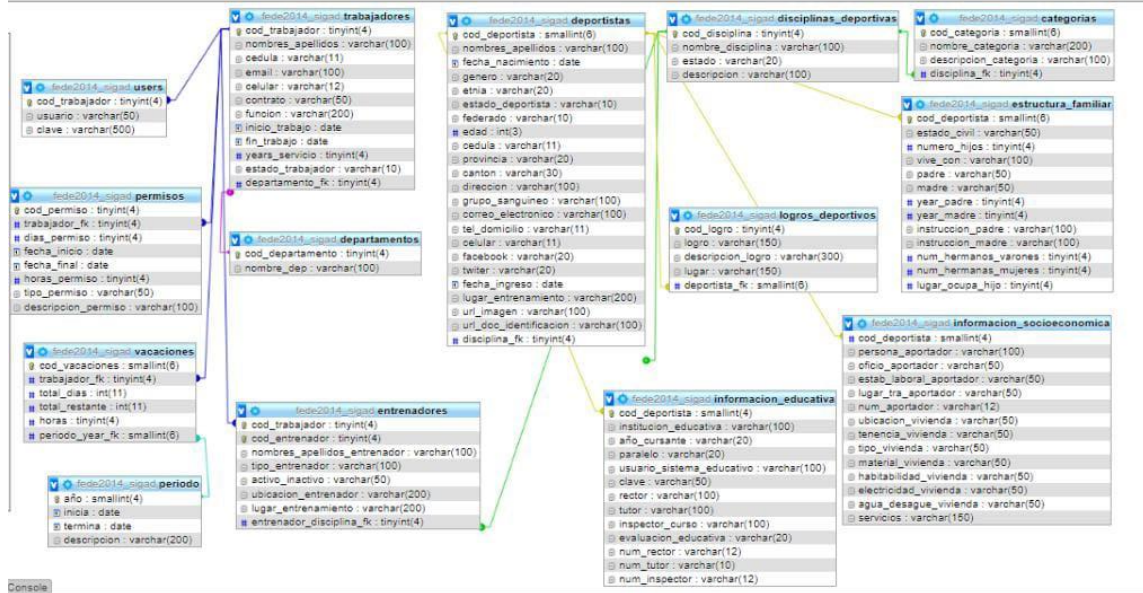 fede2014_sigad trabajadores
cod_trabajador : tinyint(4)
nombres_apellidos : varchar(100)
cedula : varchar(11)
email : varchar(100)
celular : varchar(12)
contrato : varchar(50)
funcion : varchar(200)
inicio_trabajo : date
fin_trabajo : date
years_servicio : tinyint(4)
estado_trabajador : varchar(10)
departamento_fk : tinyint(4)
fede2014_sigad users
cod_trabajador : tinyint(4)
usuario : varchar(50)
clave : varchar(500)
fede2014_sigad permisos
cod_permiso : tinyint(4)
trabajador_fk : tinyint(4)
dias_permiso : tinyint(4)
fecha_inicio : date
fecha_final : date
horas_permiso : tinyint(4)
tipo_permiso : varchar(50)
descripcion_permiso : varchar(100)
fede2014_sigad departamentos
cod_departamento : tinyint(4)
nombre_dep : varchar(100)
fede2014_sigad vacaciones
cod_vacaciones : smallint(6)
trabajador_fk : tinyint(4)
total_dias : int(11)
total_restante : int(11)
horas : tinyint(4)
periodo_year_fk : smallint(6)
fede2014_sigad periodo
año : smallint(4)
inicia : date
termina : date
descripcion : varchar(200)
fede2014_sigad entrenadores
cod_trabajador : tinyint(4)
cod_entrenador : tinyint(4)
nombres_apellidos_entrenador : varchar(100)
tipo_entrenador : varchar(100)
activo_inactivo : varchar(50)
ubicacion_entrenador : varchar(200)
lugar_entrenamiento : varchar(200)
entrenador_disciplina_fk : tinyint(4)
fede2014_sigad deportistas
cod_deportista : smallint(6)
nombres_apellidos : varchar(100)
fecha_nacimiento : date
genero : varchar(20)
etnia : varchar(20)
estado_deportista : varchar(10)
federado : varchar(10)
edad : int(3)
cedula : varchar(11)
provincia : varchar(20)
canton : varchar(30)
direccion : varchar(100)
grupo_sanguineo : varchar(100)
correo_electronico : varchar(100)
tel_domicilio : varchar(11)
celular : varchar(11)
facebook : varchar(20)
twiter : varchar(20)
fecha_ingreso : date
lugar_entrenamiento : varchar(200)
url_imagen : varchar(100)
url_doc_identificacion : varchar(100)
disciplina_fk : tinyint(4)
fede2014_sigad disciplinas_deportivas
cod_disciplina : tinyint(4)
nombre_disciplina : varchar(100)
estado : varchar(20)
descripcion : varchar(100)
fede2014_sigad categorias
cod_categoria : smallint(6)
nombre_categoria : varchar(200)
descripcion_categoria : varchar(100)
disciplina_fk : tinyint(4)
fede2014_sigad estructura_familiar
cod_deportista : smallint(6)
estado_civil : varchar(50)
numero_hijos : tinyint(4)
vive_con : varchar(100)
padre : varchar(50)
madre : varchar(50)
year_padre : tinyint(4)
year_madre : tinyint(4)
instruccion_padre : varchar(100)
instruccion_madre : varchar(100)
num_hermanos_varones : tinyint(4)
num_hermanas_mujeres : tinyint(4)
lugar_ocupa_hijo : tinyint(4)
fede2014_sigad logros_deportivos
cod_logro : tinyint(4)
logro : varchar(150)
descripcion_logro : varchar(300)
lugar : varchar(150)
deportista_fk : smallint(6)
fede2014_sigad informacion_socioeconomica
cod_deportista : smallint(4)
persona_aportador : varchar(100)
oficio_aportador : varchar(50)
estab_laboral_aportador : varchar(50)
lugar_tra_aportador : varchar(50)
num_aportador : varchar(12)
ubicacion_vivienda : varchar(50)
tenencia_vivienda : varchar(50)
tipo_vivienda : varchar(50)
material_vivienda : varchar(50)
habitabilidad_vivienda : varchar(50)
electricidad_vivienda : varchar(50)
agua_desague_vivienda : varchar(50)
servicios : varchar(150)
fede2014_sigad informacion_educativa
cod_deportista : smallint(4)
institucion_educativa : varchar(100)
año_cursante : varchar(20)
paralelo : varchar(20)
usuario_sistema_educativo : varchar(100)
clave : varchar(50)
rector : varchar(100)
tutor : varchar(100)
inspector_curso : varchar(100)
evaluacion_educativa : varchar(20)
num_rector : varchar(12)
num_tutor : varchar(10)
num_inspector : varchar(12)
Console